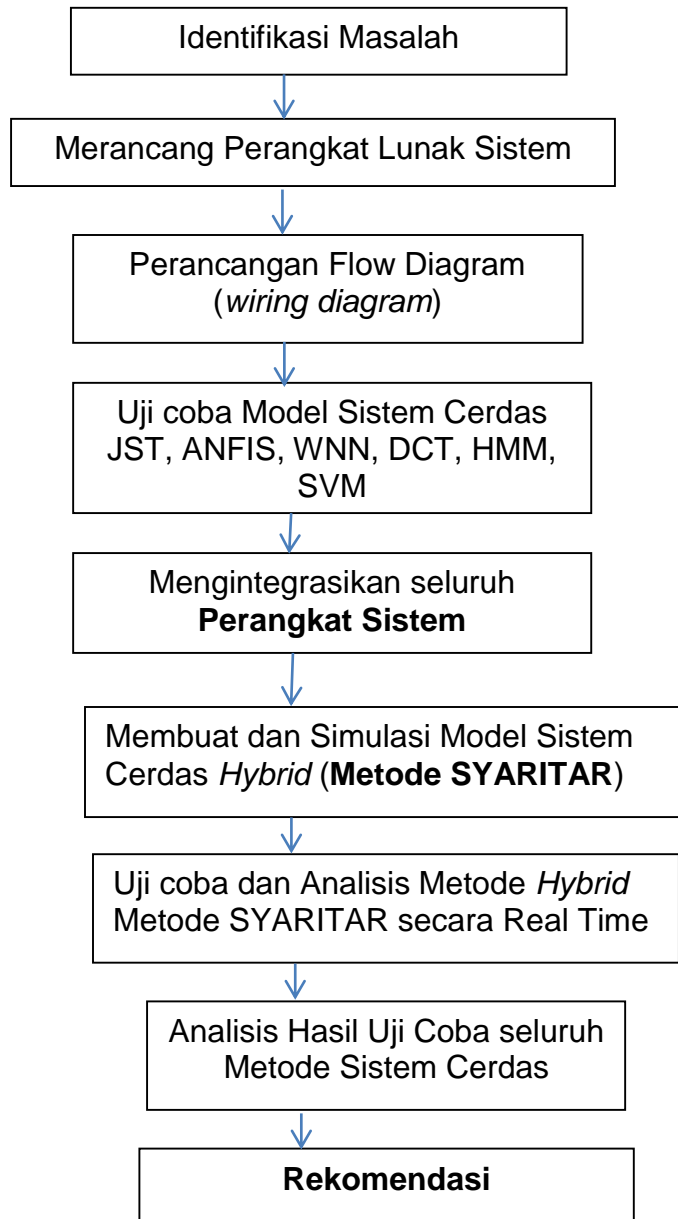 Identifikasi Masalah
Merancang Perangkat Lunak Sistem
Perancangan Flow Diagram
(wiring diagram)
Uji coba Model Sistem Cerdas
JST, ANFIS, WNN, DCT, HMM,
SVM
Mengintegrasikan seluruh
Perangkat Sistem
Membuat dan Simulasi Model Sistem
Cerdas Hybrid (Metode SYARITAR)
Uji coba dan Analisis Metode Hybrid
Metode SYARITAR secara Real Time
Analisis Hasil Uji Coba seluruh
Metode Sistem Cerdas
Rekomendasi